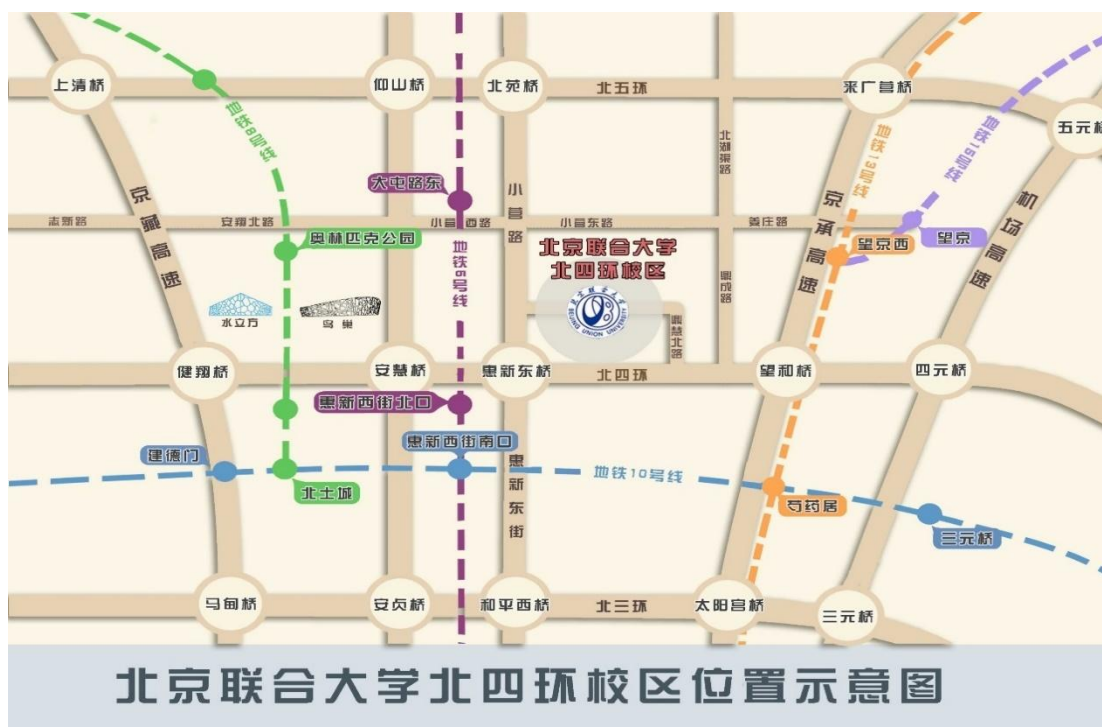 上清桥
仰山桥
北苑桥
北五环
来广营桥
五元桥
地铁8号线
地铁13号线
地铁15号线
北湖渠路
大屯路东
小营路
京藏高速
京承高速
机场高速
志新路
安翔北路
小营西路
小营东路
姜庄路
奥林匹克公园
地铁5号线
北京联合大学
北四环校区
望京西
望京
鼎成路
水立方
鸟巢
BEIJING UNION UNIVERSITY
鼎慧北路
健翔桥
安慧桥
惠新东桥
北四环
望和桥
四元桥
惠新西街北口
建德门
惠新西街南口
地铁10号线
北土城
惠新东街
芍药居
三元桥
马甸桥
安贞桥
和平西桥
北三环
太阳宫桥
三元桥
北京联合大学北四环校区位置示意图